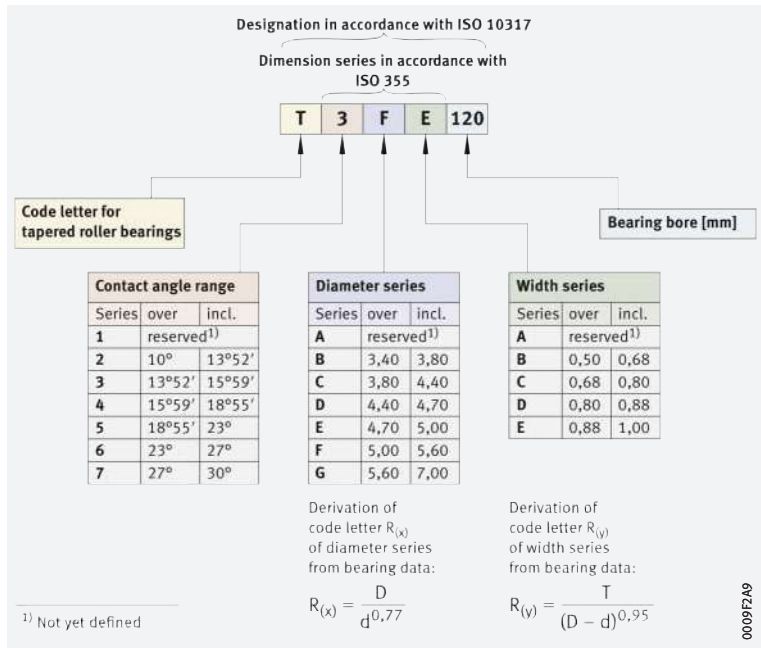 Designation in accordance with ISO 10317
Dimension series in accordance with
ISO 355
T 3 F E 120
Code letter for
tapered roller bearings
Bearing bore [mm]
Contact angle range
Series over incl.
1 reserved¹⁾
2 10° 13°52′
3 13°52′ 15°59′
4 15°59′ 18°55′
5 18°55′ 23°
6 23° 27°
7 27° 30°
Diameter series
Series over incl.
A reserved¹⁾
B 3,40 3,80
C 3,80 4,40
D 4,40 4,70
E 4,70 5,00
F 5,00 5,60
G 5,60 7,00
Width series
Series over incl.
A reserved¹⁾
B 0,50 0,68
C 0,68 0,80
D 0,80 0,88
E 0,88 1,00
Derivation of
code letter R(x)
of diameter series
from bearing data:
R(x) = D / d^0,77
Derivation of
code letter R(y)
of width series
from bearing data:
R(y) = T / (D – d)^0,95
¹⁾ Not yet defined
0009F2A9